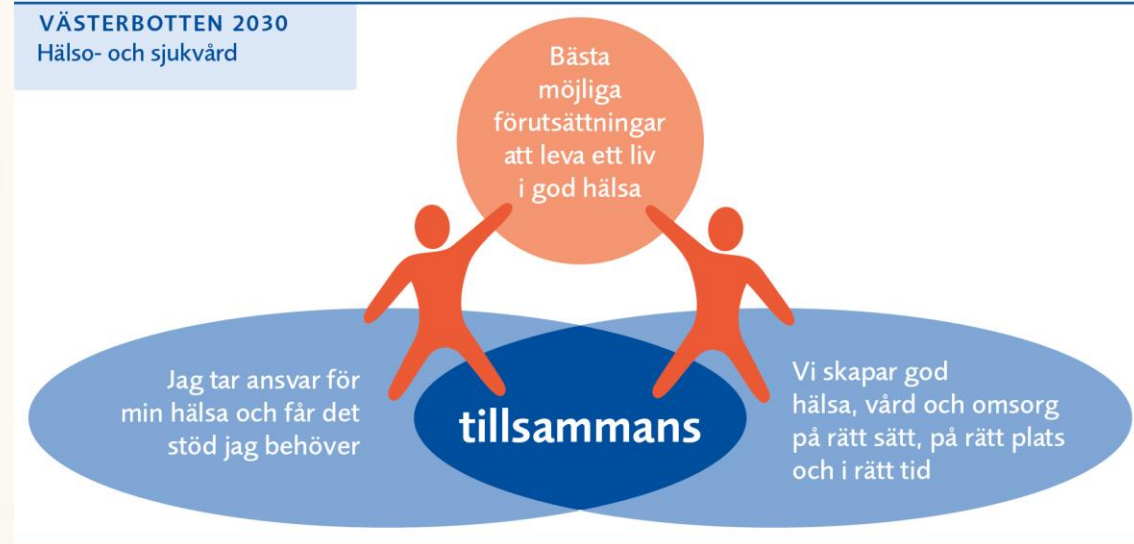 VÄSTERBOTTEN 2030
Hälso- och sjukvård
Bästa
möjliga
förutsättningar
att leva ett liv
i god hälsa
Jag tar ansvar för
min hälsa och får det
stöd jag behöver
tillsammans
Vi skapar god
hälsa, vård och omsorg
på rätt sätt, på rätt plats
och i rätt tid